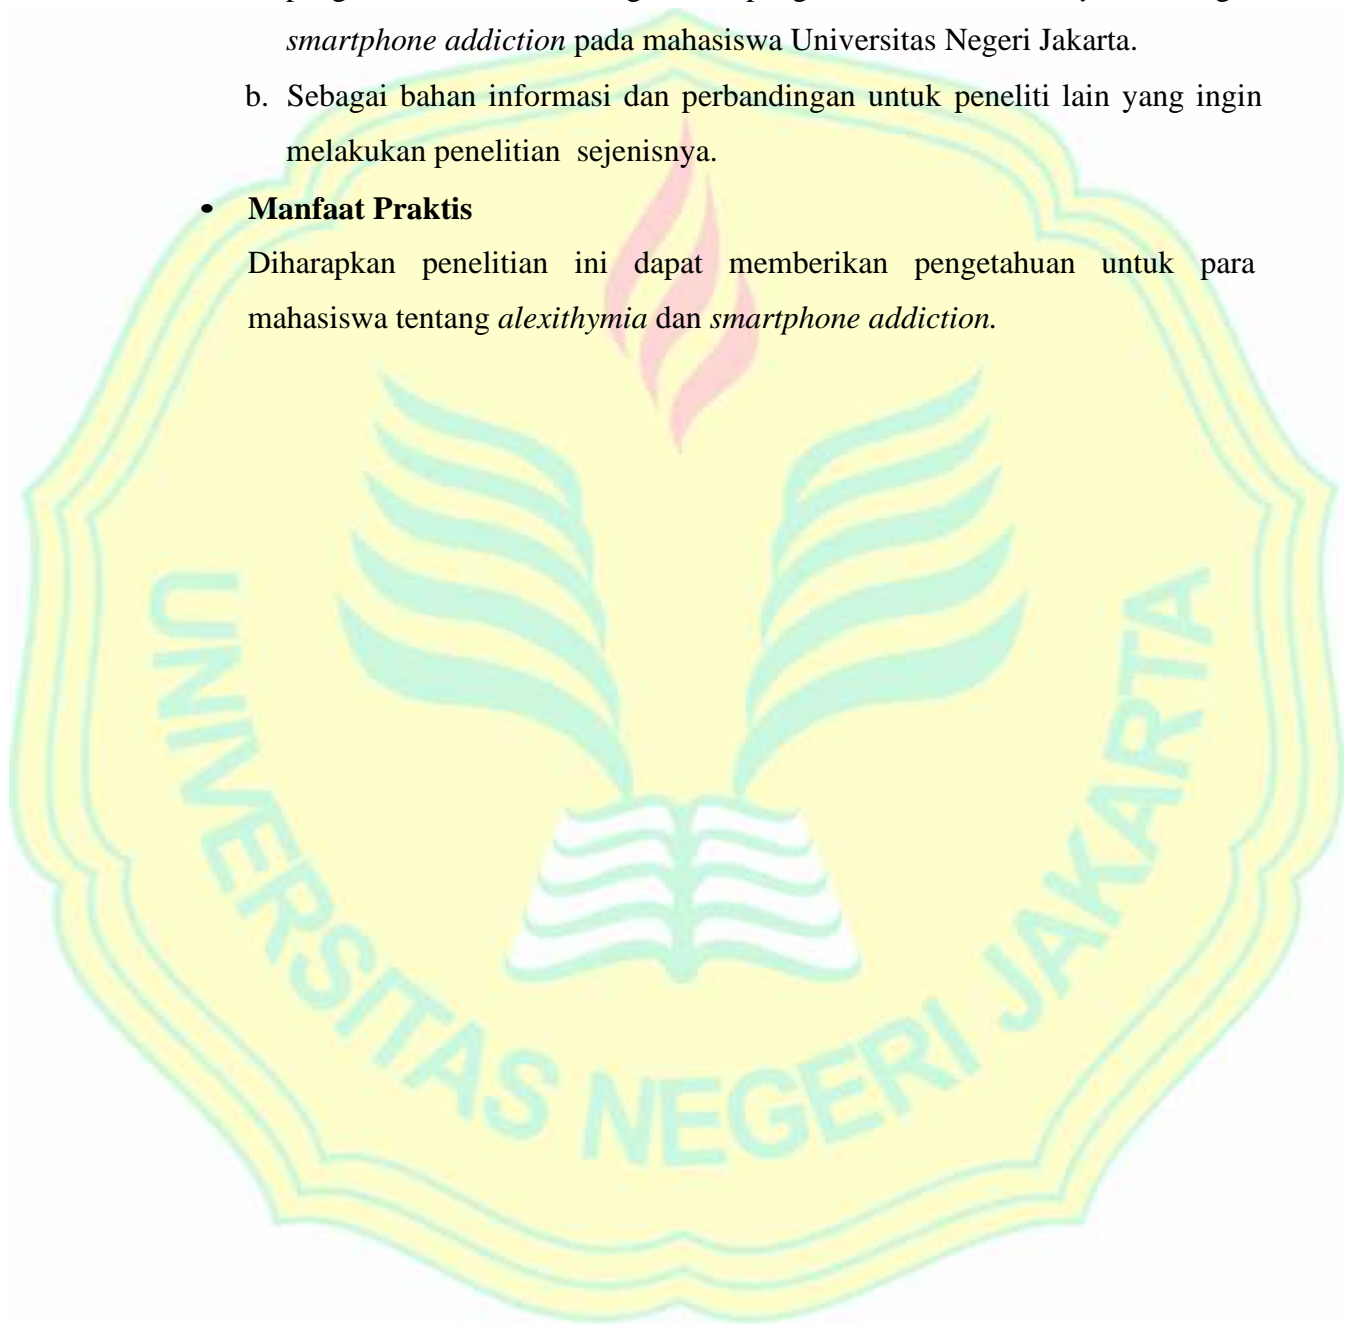 smartphone addiction pada mahasiswa Universitas Negeri Jakarta.
b. Sebagai bahan informasi dan perbandingan untuk peneliti lain yang ingin
melakukan penelitian sejenisnya.
• Manfaat Praktis
Diharapkan penelitian ini dapat memberikan pengetahuan untuk para
mahasiswa tentang alexithymia dan smartphone addiction.
UNIVERSITAS NEGERI JAKARTA